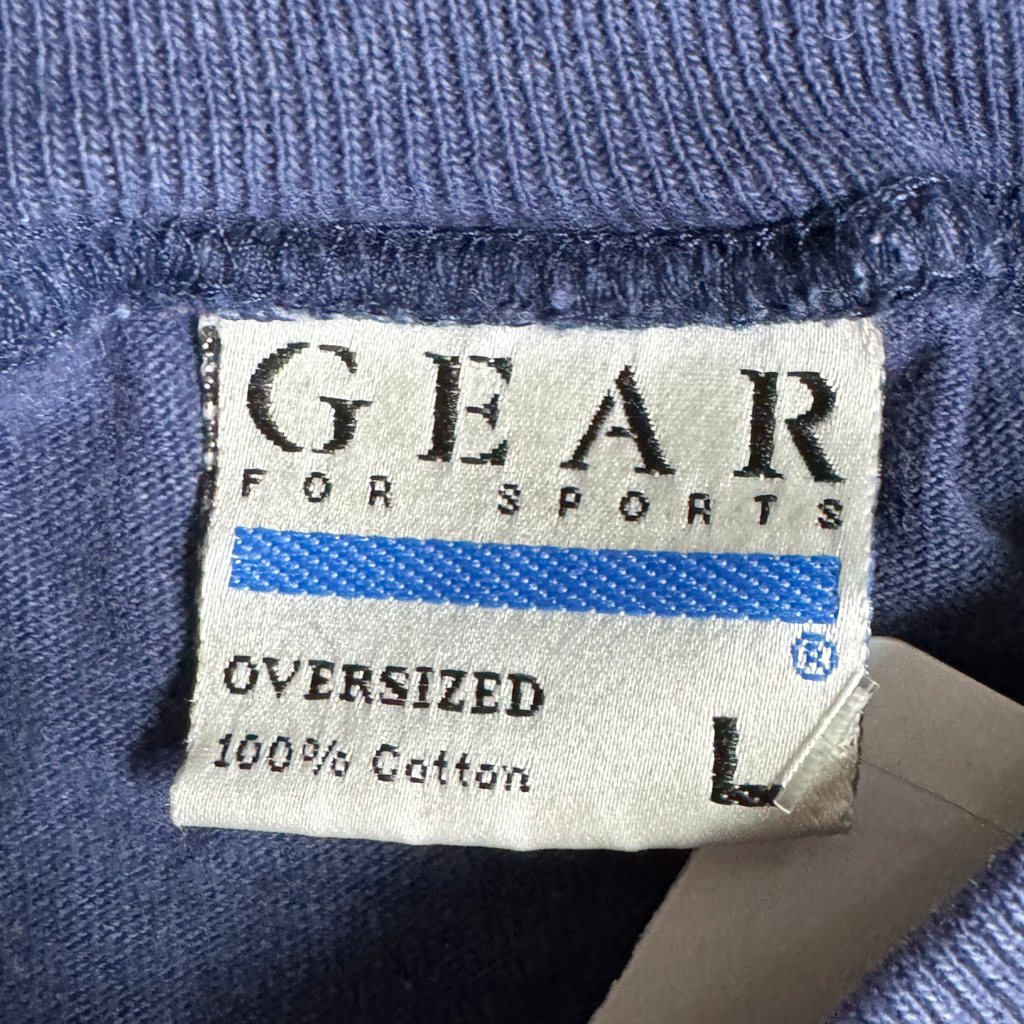 GEAR
FOR SPORTS
®
OVERSIZED
100% Cotton
L